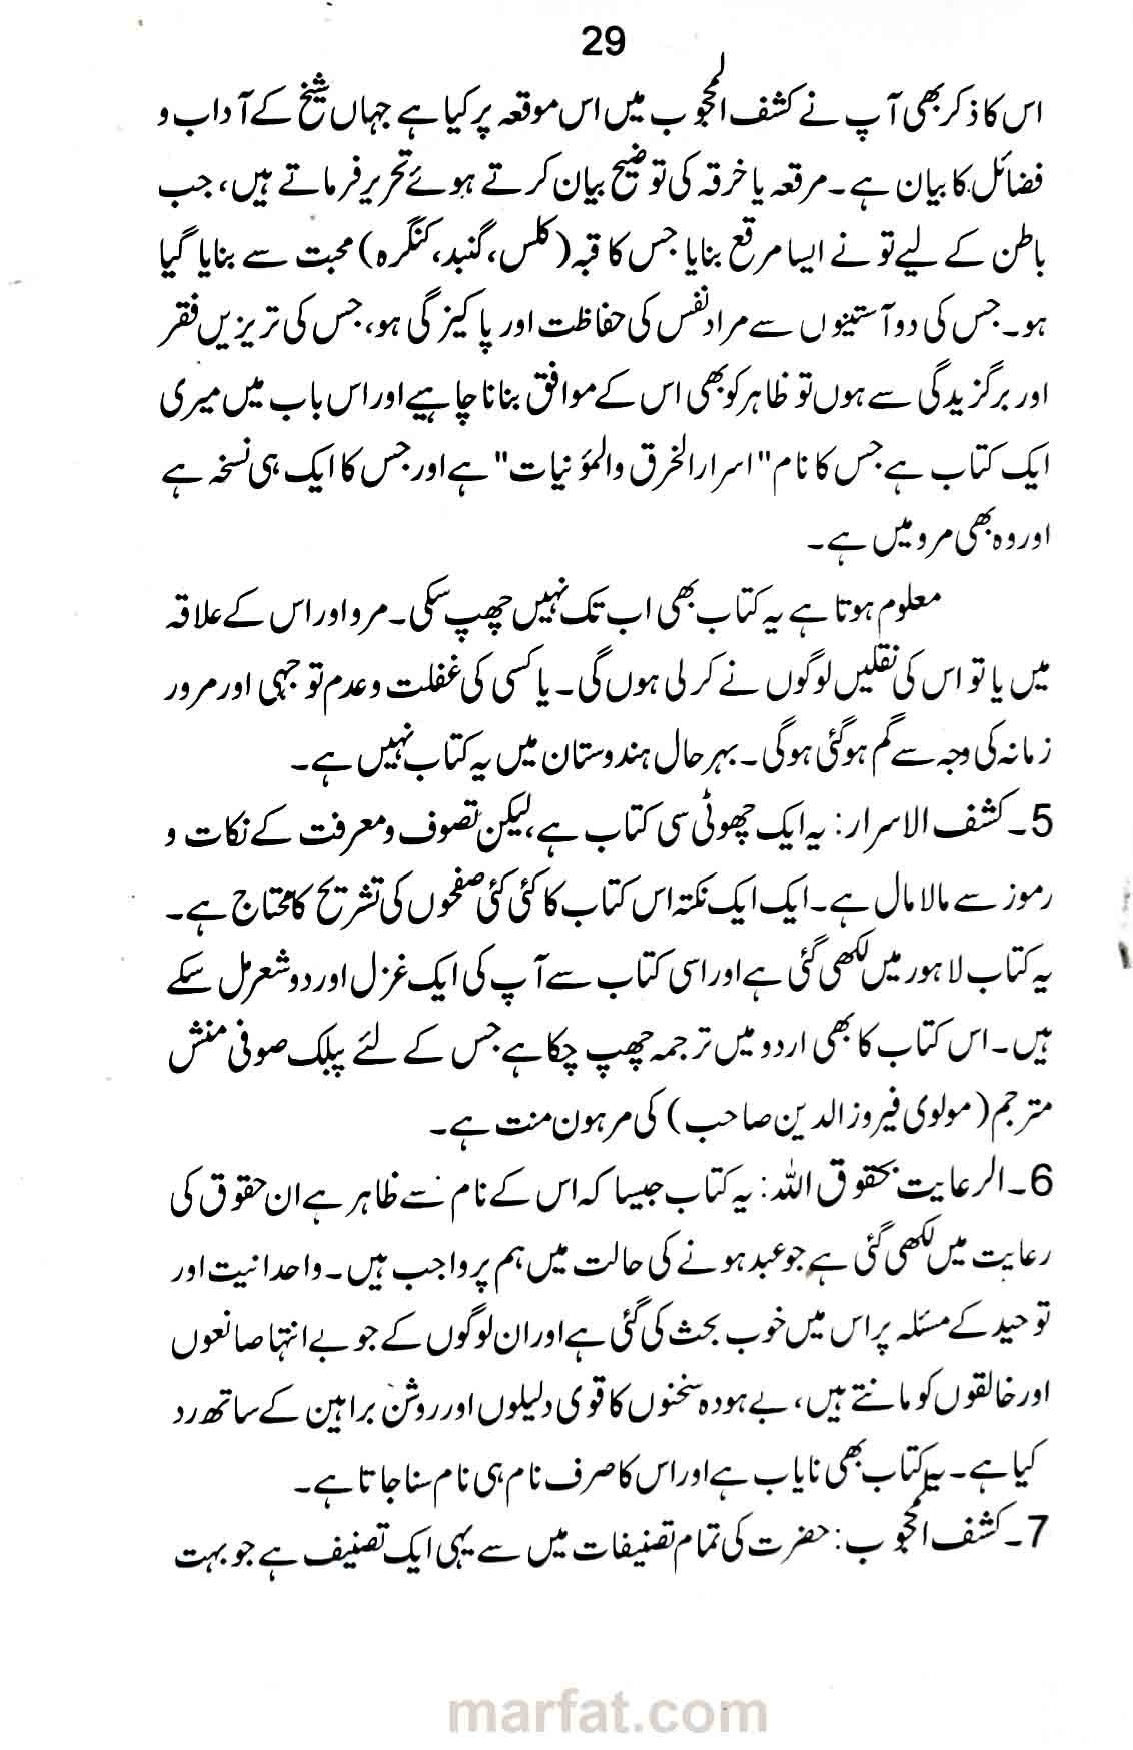 29
اس کا ذکر بھی آپ نے کشف المحجوب میں اس موقعہ پر کیا ہے جہاں شیخ کے آداب و
فضائل کا بیان ہے۔ مرقعہ یا خرقہ کی توضیح بیان کرتے ہوئے تحریر فرماتے ہیں، جب
باطن کے لیے تو نے ایسا مرقع بنایا جس کا قبہ (کلس، گنبد، کنگرہ) محبت سے بنایا گیا
ہو۔ جس کی دو آستینوں سے مراد نفس کی حفاظت اور پاکیزگی ہو، جس کی تریزیں فقر
اور برگزیدگی سے ہوں تو ظاہر کو بھی اس کے موافق بنانا چاہیے اور اس باب میں میری
ایک کتاب ہے جس کا نام "اسرار الخرق والمؤنیات" ہے اور جس کا ایک ہی نسخہ ہے
اور وہ بھی مرو میں ہے۔
معلوم ہوتا ہے یہ کتاب بھی اب تک نہیں چھپ سکی۔ مرو اور اس کے علاقہ
میں یا تو اس کی نقلیں لوگوں نے کر لی ہوں گی۔ یا کسی کی غفلت و عدم توجہی اور مرور
زمانہ کی وجہ سے گم ہو گئی ہوگی۔ بہرحال ہندوستان میں یہ کتاب نہیں ہے۔
5۔ کشف الاسرار: یہ ایک چھوٹی سی کتاب ہے، لیکن تصوف و معرفت کے نکات و
رموز سے مالا مال ہے۔ ایک ایک نکتہ اس کتاب کا کئی کئی صفحوں کی تشریح کا محتاج ہے۔
یہ کتاب لاہور میں لکھی گئی ہے اور اسی کتاب سے آپ کی ایک غزل اور دو شعر مل سکے
ہیں۔ اس کتاب کا بھی اردو میں ترجمہ چھپ چکا ہے جس کے لئے پبلک صوفی منش
مترجم (مولوی فیروز الدین صاحب) کی مرہون منت ہے۔
6۔ الرعایت بحقوق اللہ: یہ کتاب جیسا کہ اس کے نام سے ظاہر ہے ان حقوق کی
رعایت میں لکھی گئی ہے جو عبد ہونے کی حالت میں ہم پر واجب ہیں۔ واحدانیت اور
توحید کے مسئلہ پر اس میں خوب بحث کی گئی ہے اور ان لوگوں کے جو بے انتہا صانعوں
اور خالقوں کو مانتے ہیں، بے ہودہ سخنوں کا قوی دلیلوں اور روشن براہین کے ساتھ رد
کیا ہے۔ یہ کتاب بھی نایاب ہے اور اس کا صرف نام ہی نام سنا جاتا ہے۔
7۔ کشف المحجوب: حضرت کی تمام تصنیفات میں سے یہی ایک تصنیف ہے جو بہت
marfat.com